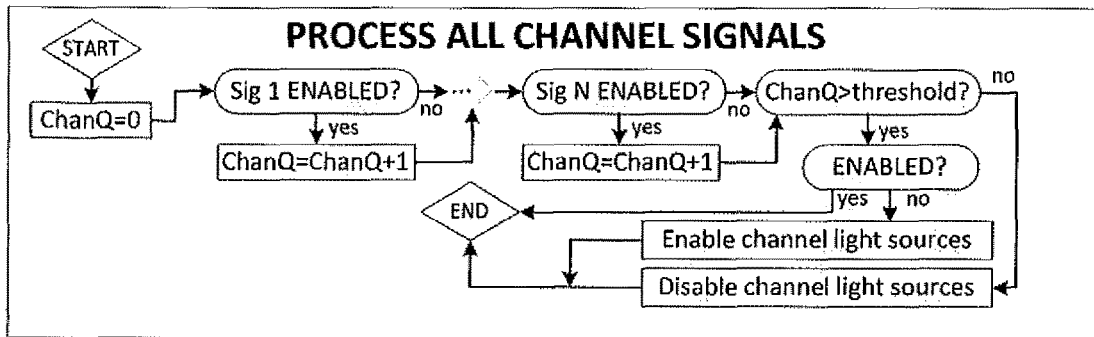 PROCESS ALL CHANNEL SIGNALS
START
ChanQ=0
Sig 1 ENABLED?
no
...
yes
ChanQ=ChanQ+1
Sig N ENABLED?
no
yes
ChanQ=ChanQ+1
ChanQ>threshold?
no
yes
ENABLED?
yes
no
END
Enable channel light sources
Disable channel light sources